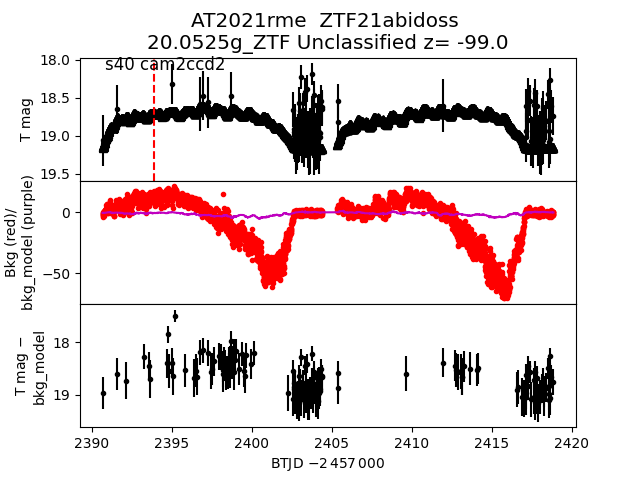 AT2021rme ZTF21abidoss
20.0525g_ZTF Unclassified z= -99.0
s40 cam2ccd2
18.0
18.5
19.0
19.5
T mag
0
−50
Bkg (red)/
bkg_model (purple)
18
19
T mag −
bkg_model
2390
2395
2400
2405
2410
2415
2420
BTJD −2 457 000